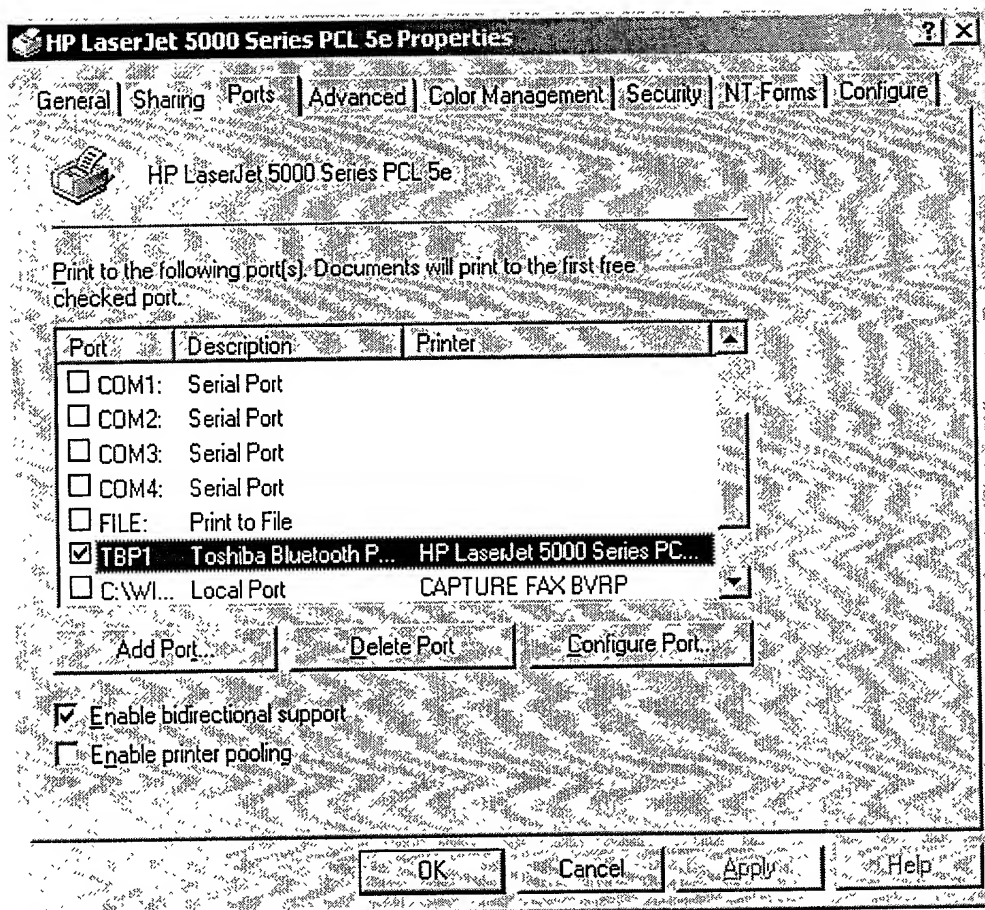 HP LaserJet 5000 Series PCL 5e Properties ? X
General Sharing Ports Advanced Color Management Security NT-Forms Configure
HP LaserJet 5000 Series PCL 5e
Print to the following port(s). Documents will print to the first free
checked port.
Port Description Printer
COM1: Serial Port
COM2: Serial Port
COM3: Serial Port
COM4: Serial Port
FILE: Print to File
TBP1 Toshiba Bluetooth P... HP LaserJet 5000 Series PC...
C:\WI... Local Port CAPTURE FAX BVRP
Add Port... Delete Port Configure Port...
Enable bidirectional support
Enable printer pooling
OK Cancel Apply Help